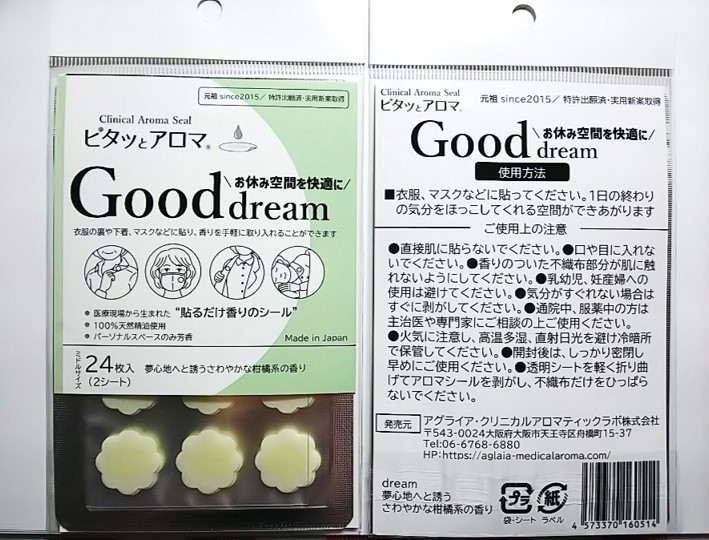 元祖 since2015／ 特許出願済・実用新案取得
Clinical Aroma Seal
ピタッとアロマ®
\お休み空間を快適に/
Good dream
衣服の裏や下着、マスクなどに貼り、香りを手軽に取り入れることができます
● 医療現場から生まれた “貼るだけ香りのシール”
● 100%天然精油使用
● パーソナルスペースのみ芳香
Made in Japan
ミドルサイズ
24枚入
(2シート)
夢心地へと誘うさわやかな柑橘系の香り
Clinical Aroma Seal
ピタッとアロマ®
元祖 since2015／ 特許出願済・実用新案取得
Good dream
\お休み空間を快適に/
使用方法
■衣服、マスクなどに貼ってください。1日の終わり
の気分をほっこしてくれる空間ができあがります
ご使用上の注意
●直接肌に貼らないでください。●口や目に入れな
いでください。●香りのついた不織布部分が肌に触
れないようにしてください。●乳幼児、妊産婦への
使用は避けてください。●気分がすぐれない場合は
すぐに剥がしてください。●通院中、服薬中の方は
主治医や専門家にご相談の上ご使用ください。
●火気に注意し、高温多湿、直射日光を避け冷暗所
で保管してください。●開封後は、しっかり密閉し
早めにご使用ください。●透明シートを軽く折り曲
げてアロマシールを剥がし、不織布だけをひっぱら
ないでください。
発売元
アグライア・クリニカルアロマティックラボ株式会社
〒543-0024大阪府大阪市天王寺区舟橋町15-37
Tel:06-6768-6880
HP:https://aglaia-medicalaroma.com/
dream
夢心地へと誘う
さわやかな柑橘系の香り
プラ
紙
袋・シート ラベル
4 573370 160514